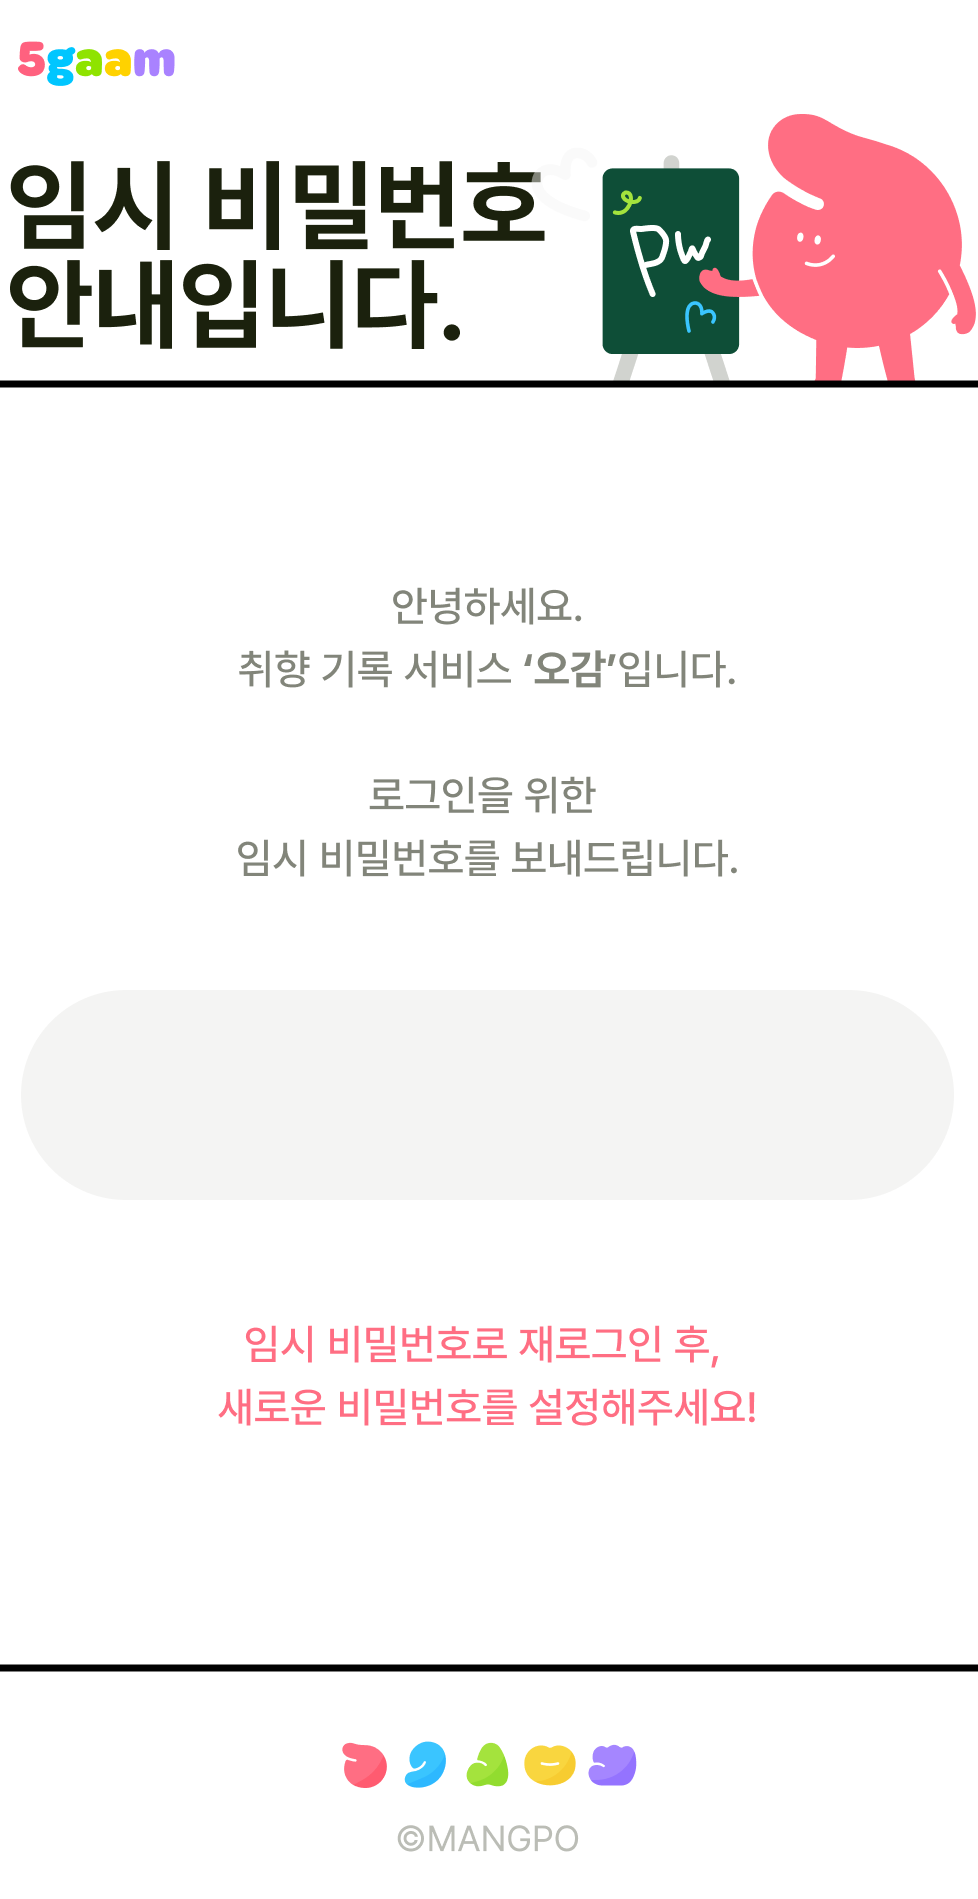 5gaam
임시 비밀번호
안내입니다.
PW
안녕하세요.
취향 기록 서비스 ‘오감’입니다.
로그인을 위한
임시 비밀번호를 보내드립니다.
임시 비밀번호로 재로그인 후,
새로운 비밀번호를 설정해주세요!
©MANGPO